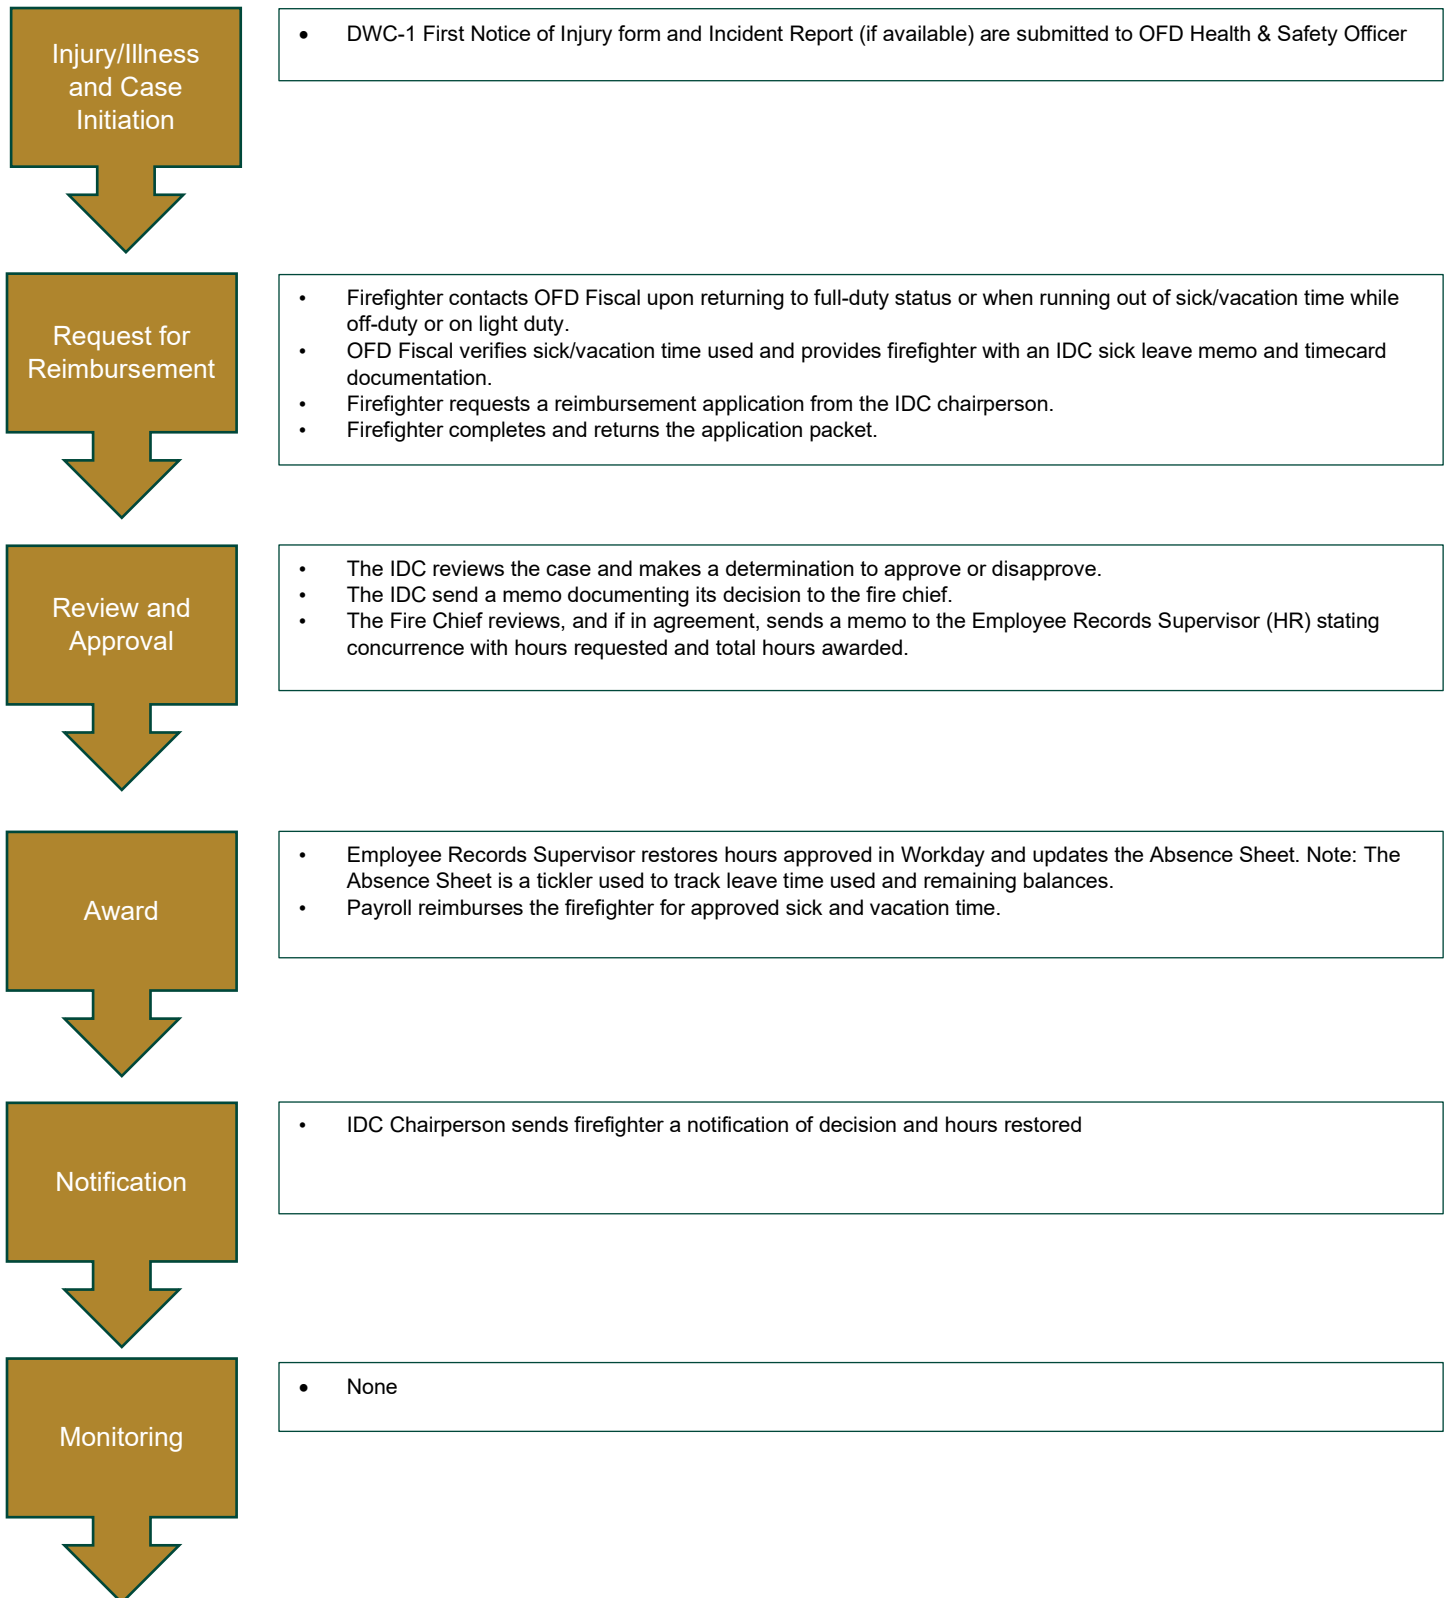 Injury/Illness
and Case
Initiation
• DWC-1 First Notice of Injury form and Incident Report (if available) are submitted to OFD Health & Safety Officer
Request for
Reimbursement
• Firefighter contacts OFD Fiscal upon returning to full-duty status or when running out of sick/vacation time while
off-duty or on light duty.
• OFD Fiscal verifies sick/vacation time used and provides firefighter with an IDC sick leave memo and timecard
documentation.
• Firefighter requests a reimbursement application from the IDC chairperson.
• Firefighter completes and returns the application packet.
Review and
Approval
• The IDC reviews the case and makes a determination to approve or disapprove.
• The IDC send a memo documenting its decision to the fire chief.
• The Fire Chief reviews, and if in agreement, sends a memo to the Employee Records Supervisor (HR) stating
concurrence with hours requested and total hours awarded.
Award
• Employee Records Supervisor restores hours approved in Workday and updates the Absence Sheet. Note: The
Absence Sheet is a tickler used to track leave time used and remaining balances.
• Payroll reimburses the firefighter for approved sick and vacation time.
Notification
• IDC Chairperson sends firefighter a notification of decision and hours restored
Monitoring
• None